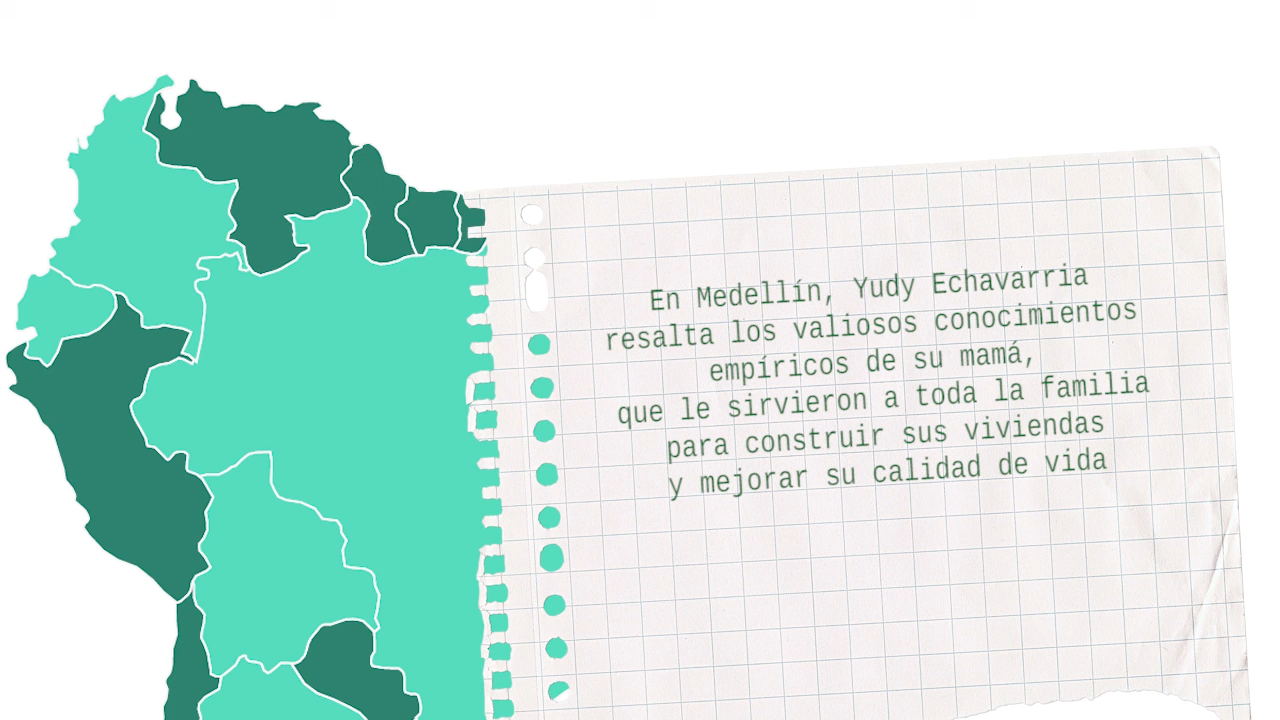 En Medellín, Yudy Echavarria
resalta los valiosos conocimientos
empíricos de su mamá,
que le sirvieron a toda la familia
para construir sus viviendas
y mejorar su calidad de vida